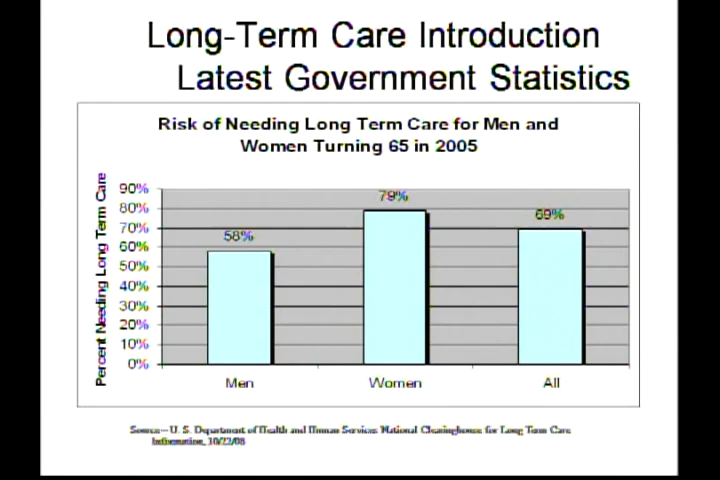 Long-Term Care Introduction
Latest Government Statistics
Risk of Needing Long Term Care for Men and
Women Turning 65 in 2005
Percent Needing Long Term Care
90%
80%
70%
60%
50%
40%
30%
20%
10%
0%
58%
79%
69%
Men Women All
Source--U. S. Department of Health and Human Services National Clearinghouse for Long Term Care
Information, 10/22/08